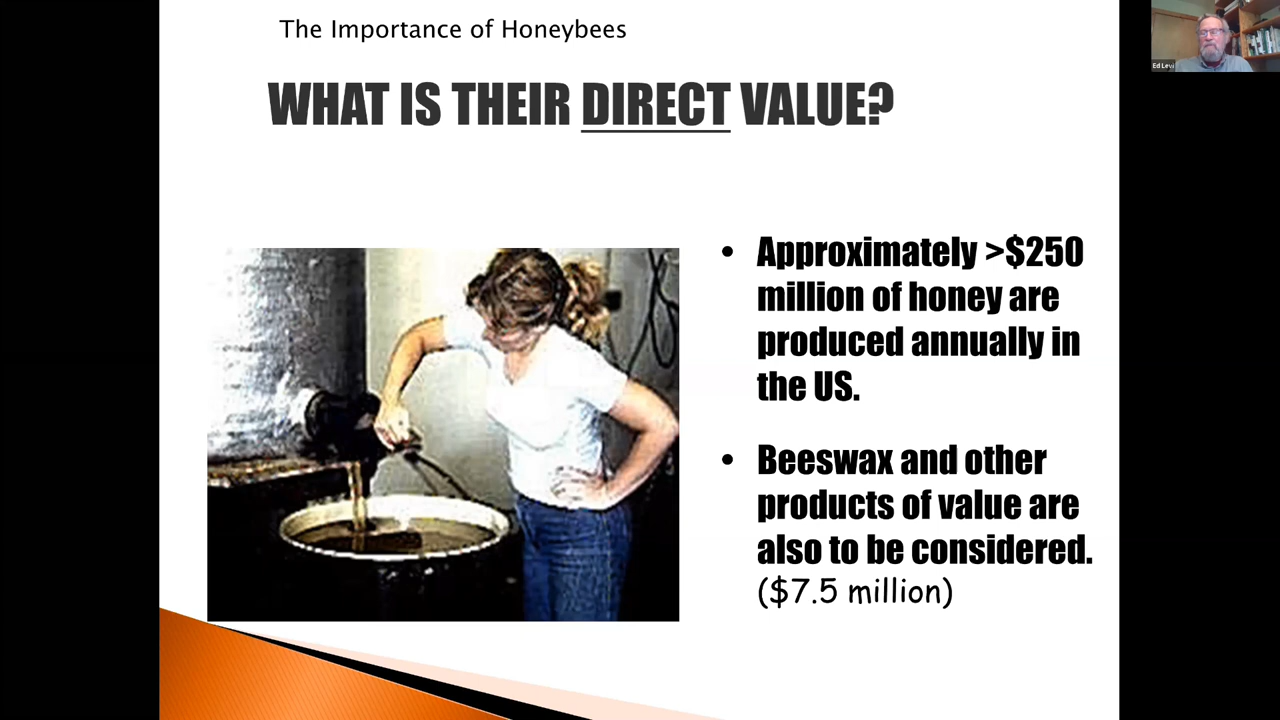 The Importance of Honeybees
WHAT IS THEIR DIRECT VALUE?
Ed Levi
• Approximately >$250
million of honey are
produced annually in
the US.
• Beeswax and other
products of value are
also to be considered.
($7.5 million)